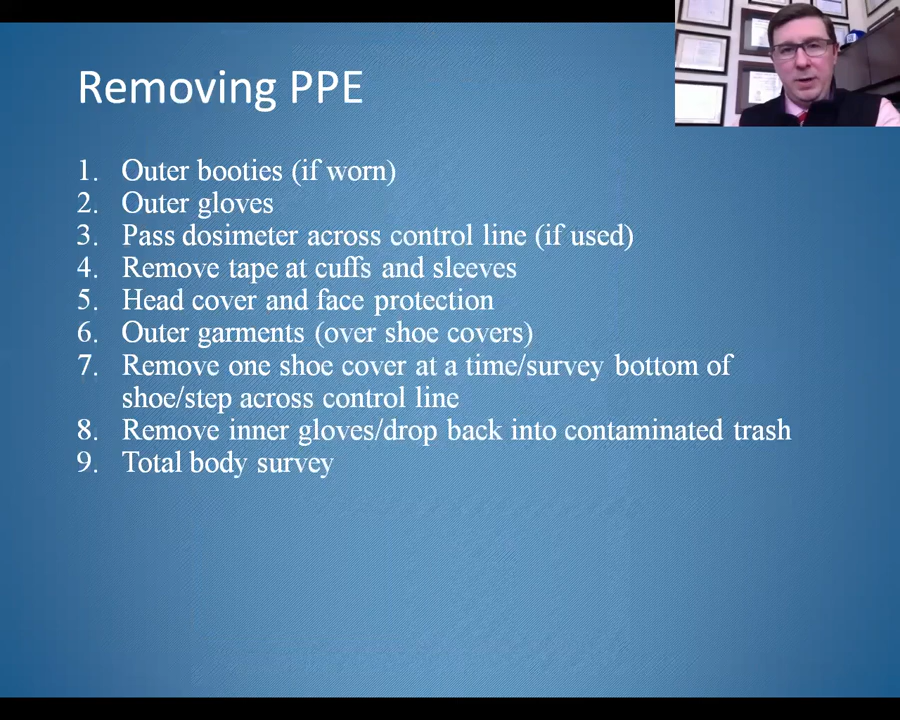 Removing PPE
1. Outer booties (if worn)
2. Outer gloves
3. Pass dosimeter across control line (if used)
4. Remove tape at cuffs and sleeves
5. Head cover and face protection
6. Outer garments (over shoe covers)
7. Remove one shoe cover at a time/survey bottom of
shoe/step across control line
8. Remove inner gloves/drop back into contaminated trash
9. Total body survey